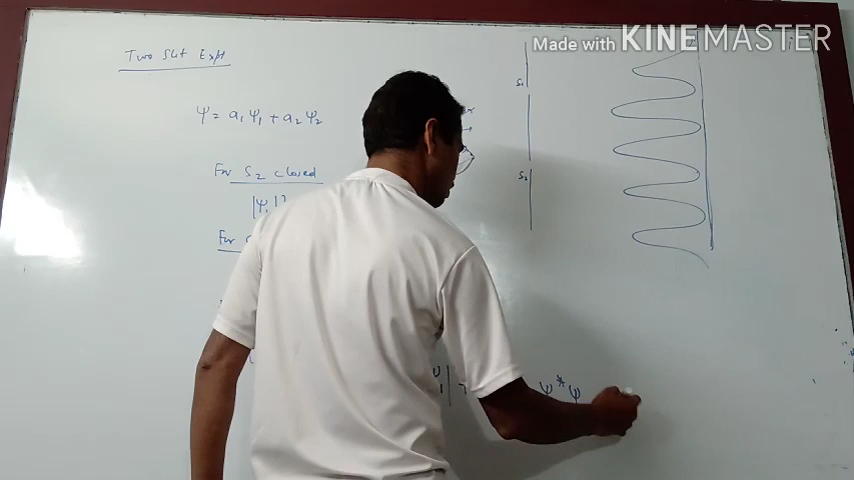 Made with KINEMASTER
Two Slit Expt
S1
ψ = a₁ψ₁ + a₂ψ₂
For S₂ closed
S₂
|ψ₁|²
For
ψ*ψ